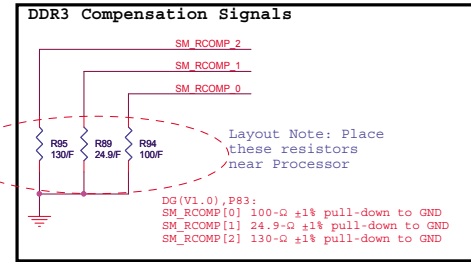 DDR3 Compensation Signals
SM_RCOMP_2
SM_RCOMP_1
SM_RCOMP_0
R95
130/F
R89
24.9/F
R94
100/F
Layout Note: Place
these resistors
near Processor
DG(V1.0),P83:
SM_RCOMP[0] 100-Ω ±1% pull-down to GND
SM_RCOMP[1] 24.9-Ω ±1% pull-down to GND
SM_RCOMP[2] 130-Ω ±1% pull-down to GND